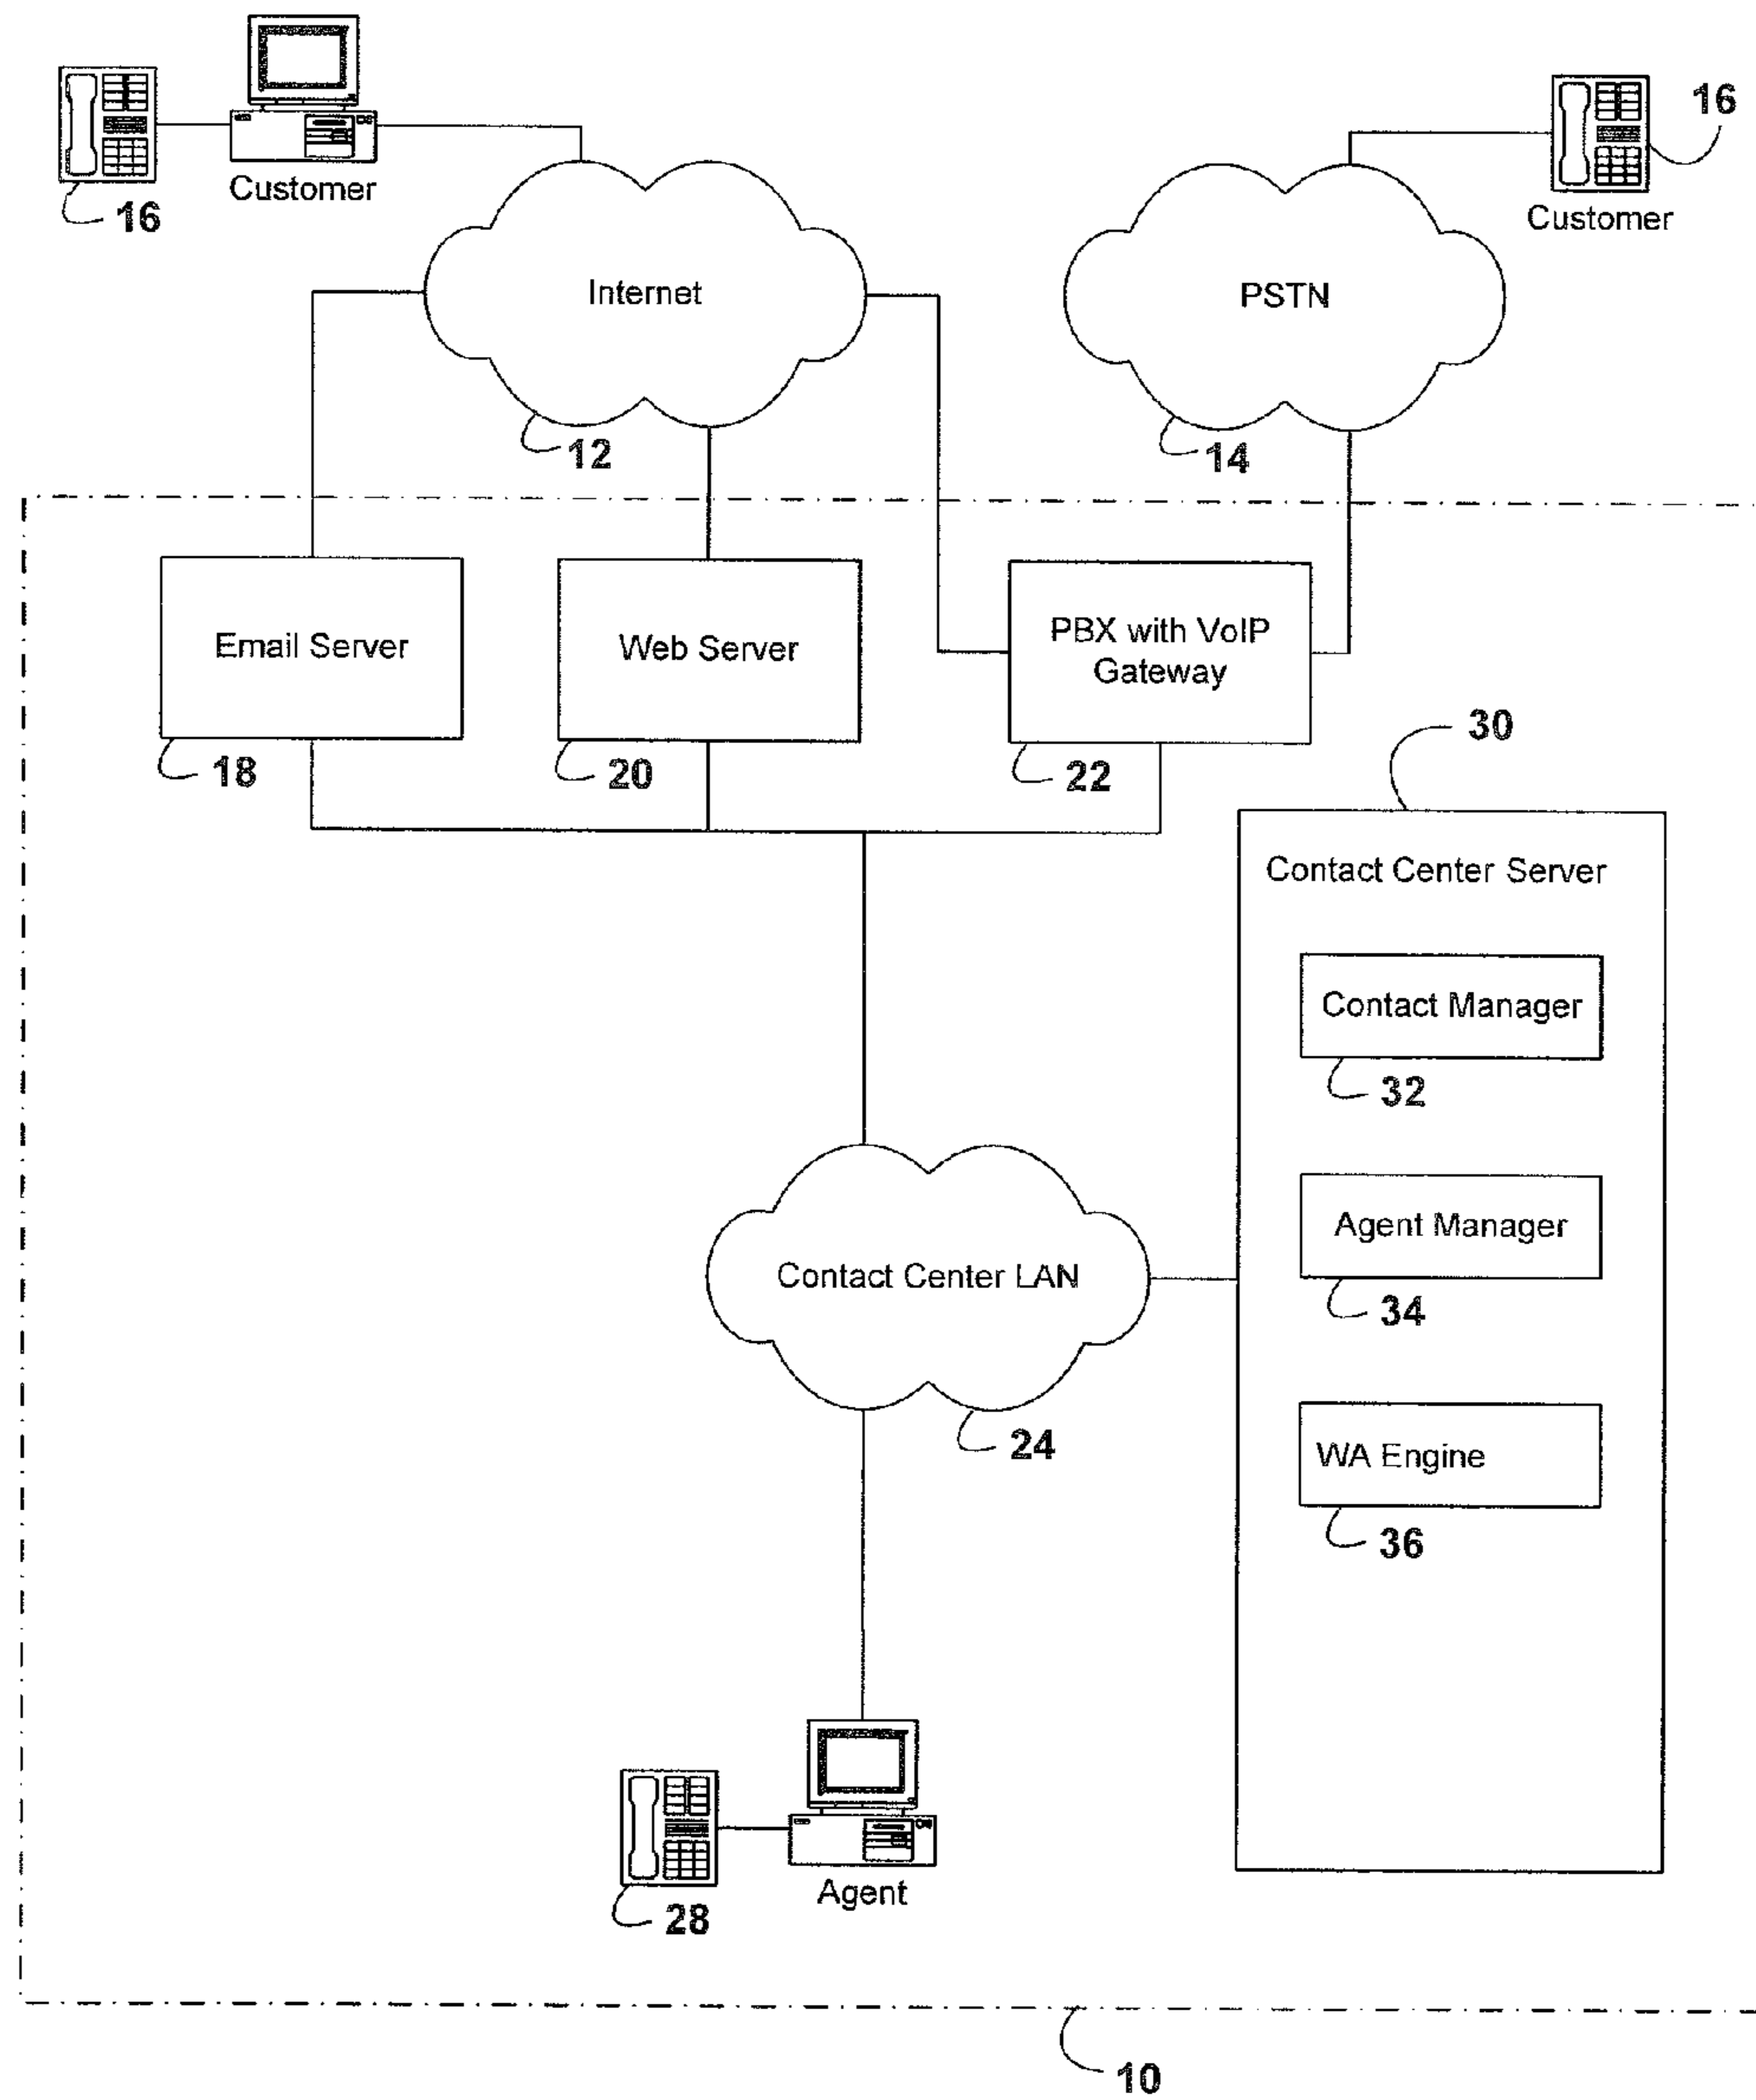 16
Customer
16
Customer
Internet
PSTN
12
14
Email Server
Web Server
PBX with VoIP
Gateway
18
20
22
30
Contact Center Server
Contact Manager
32
Agent Manager
34
Contact Center LAN
24
WA Engine
36
28
Agent
10